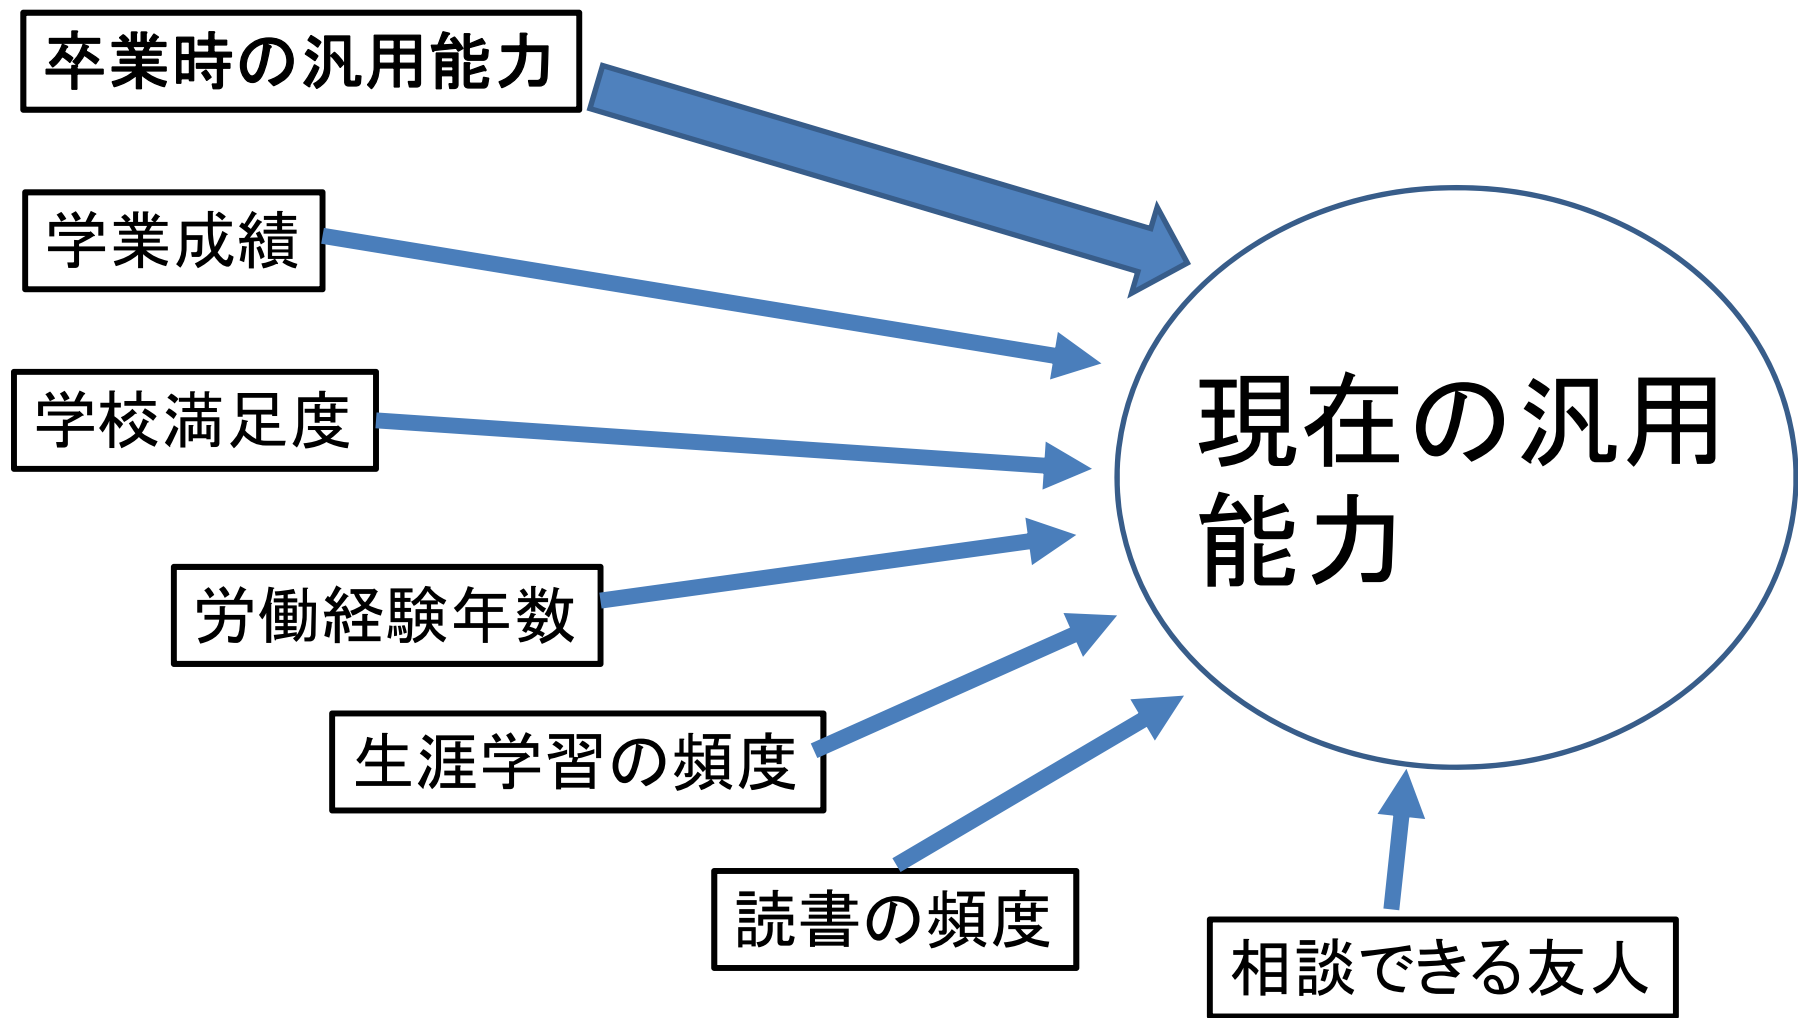 卒業時の汎用能力
学業成績
学校満足度
労働経験年数
生涯学習の頻度
読書の頻度
相談できる友人
現在の汎用
能力